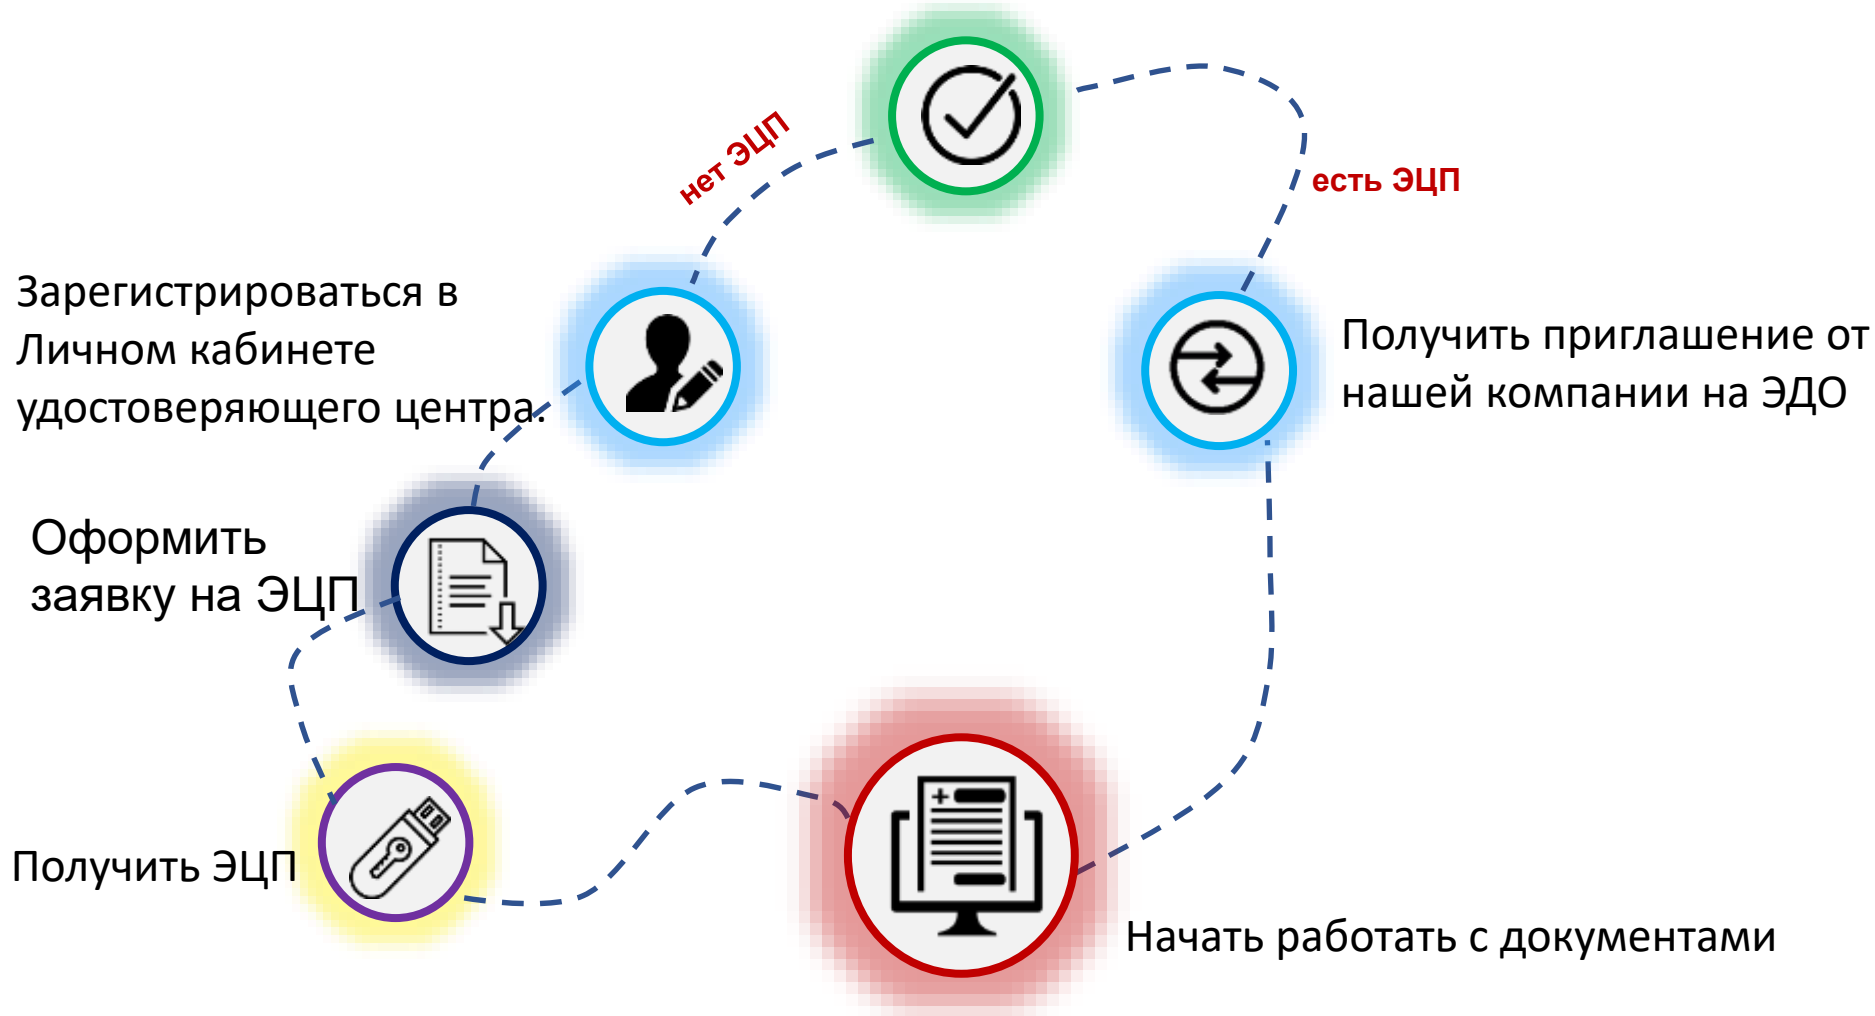 нет ЭЦП
есть ЭЦП
Зарегистрироваться в
Личном кабинете
удостоверяющего центра.
Получить приглашение от
нашей компании на ЭДО
Оформить
заявку на ЭЦП
Получить ЭЦП
Начать работать с документами